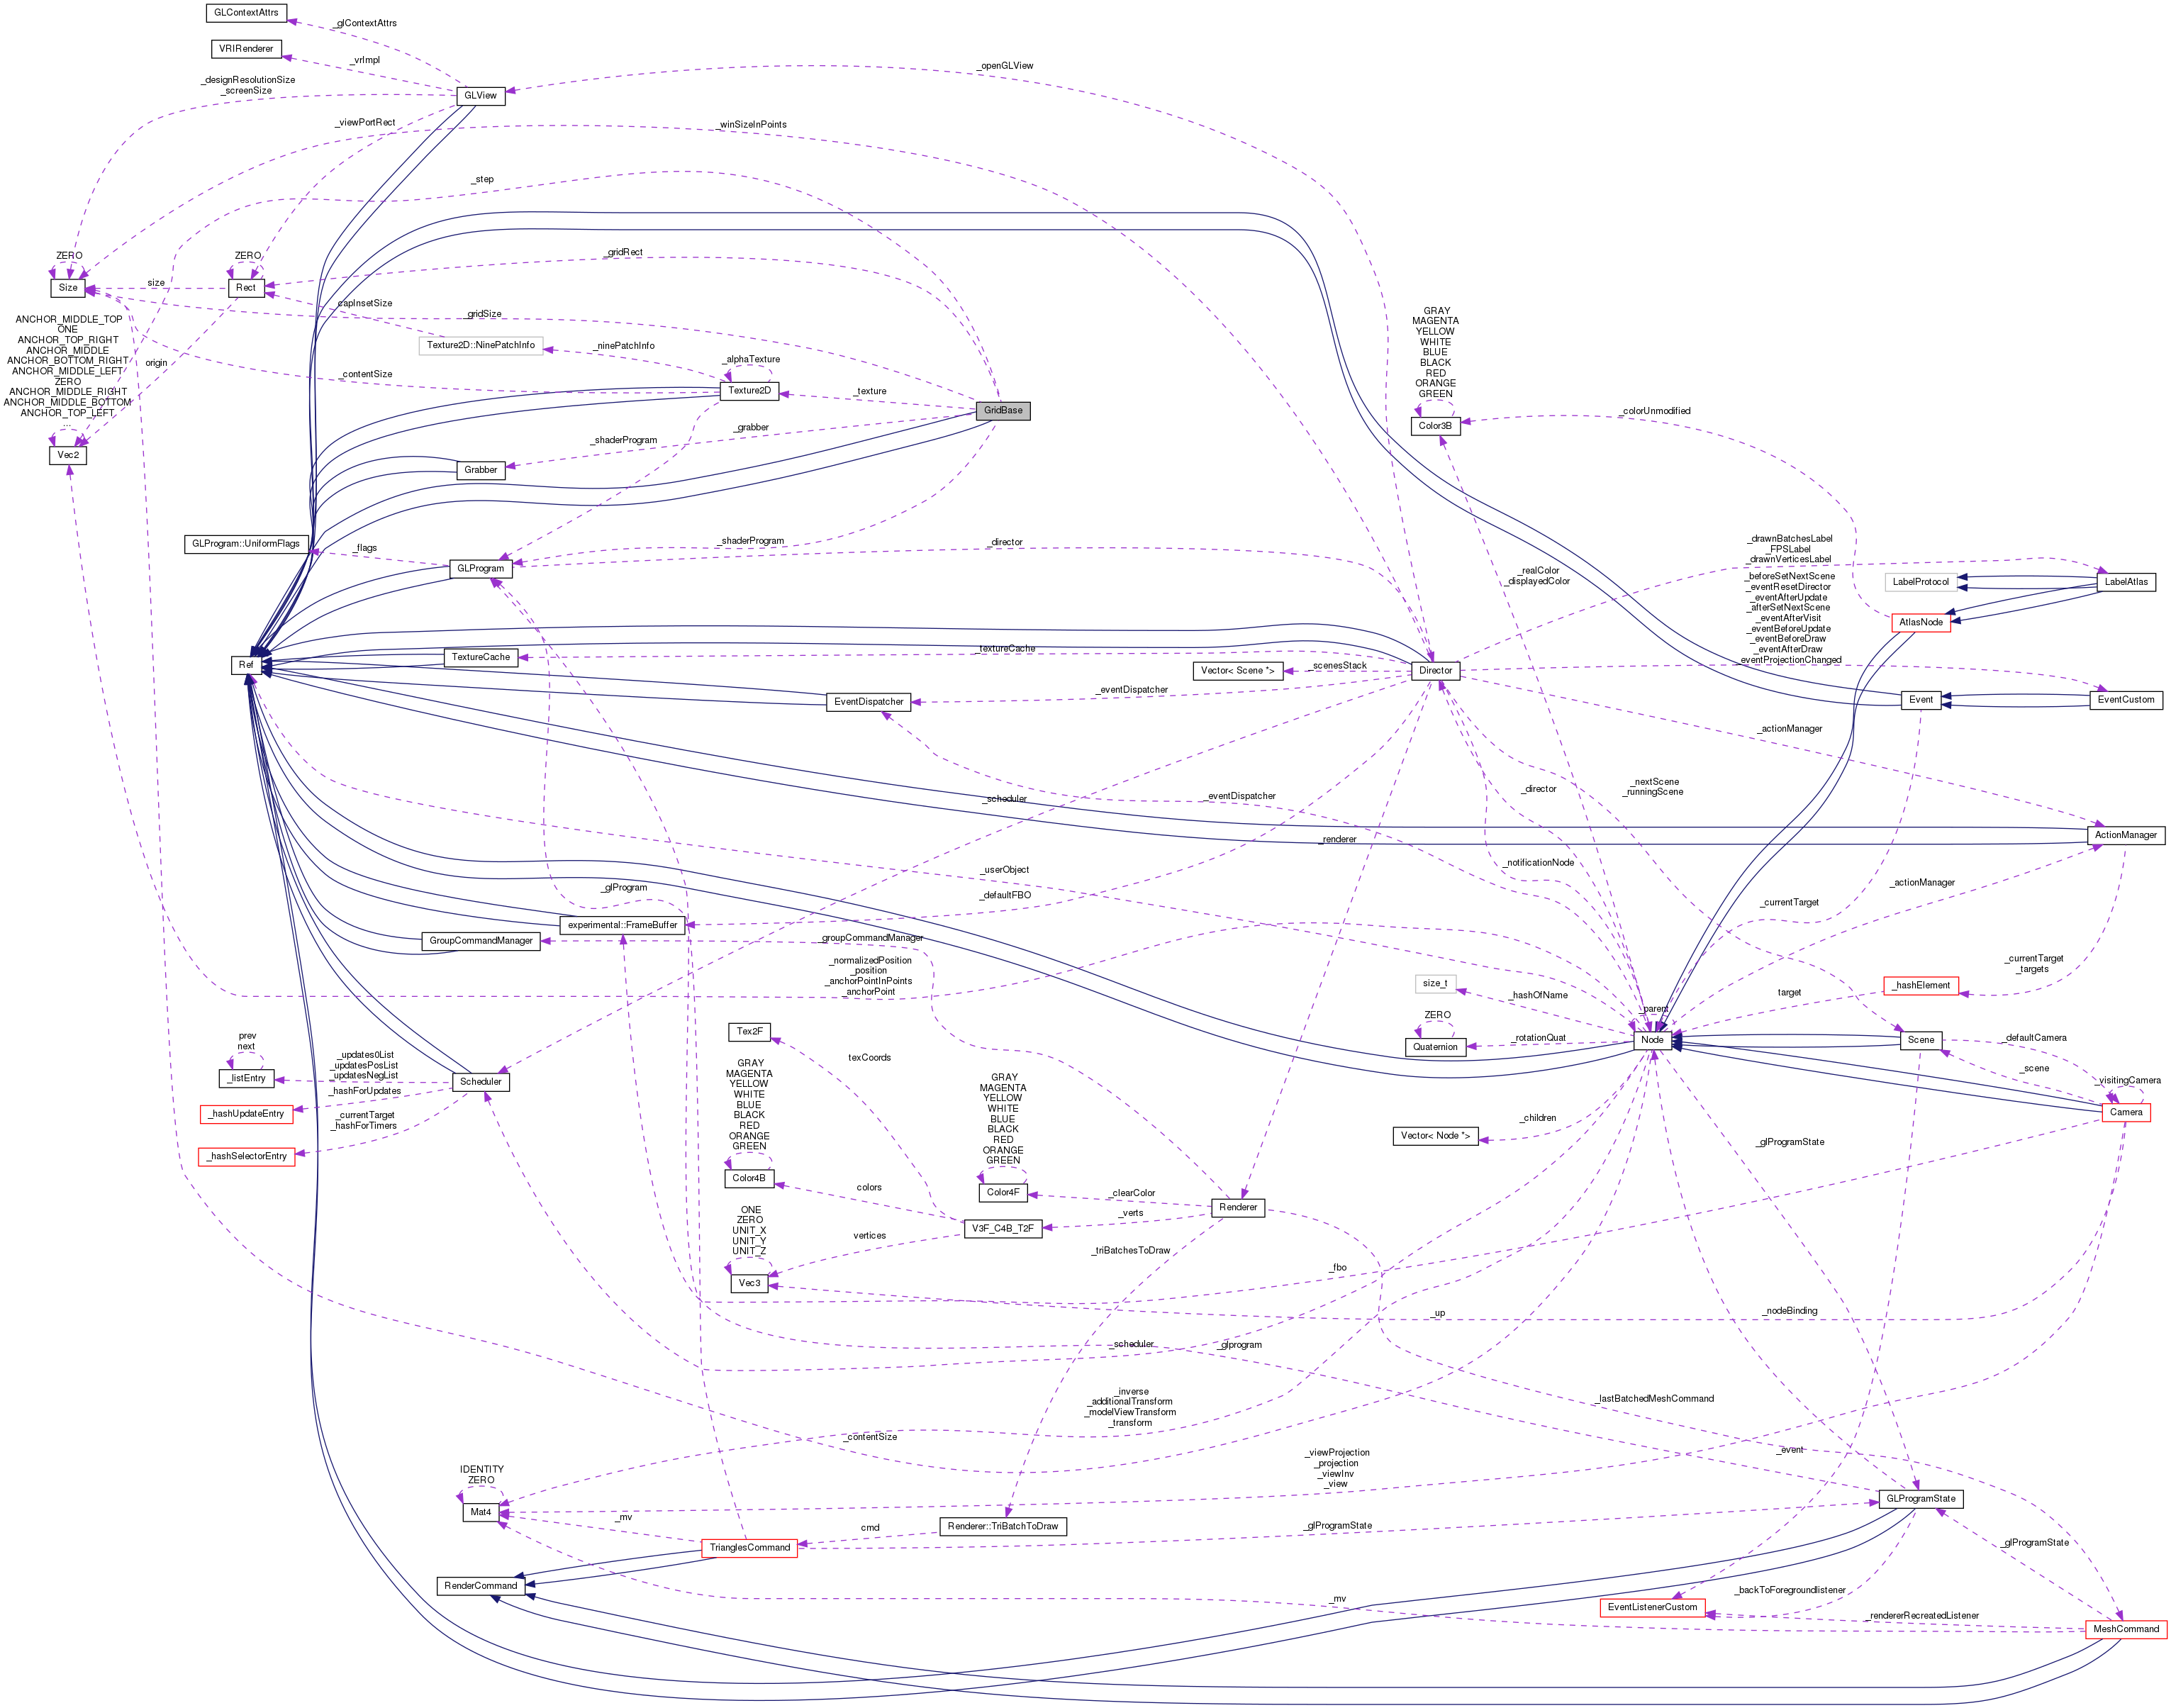 GLContextAttrs
_glContextAttrs
VRIRenderer
_vrImpl
_designResolutionSize
_screenSize
GLView
_openGLView
_viewPortRect
_winSizeInPoints
_step
ZERO
Size
size
ZERO
Rect
_gridRect
_capInsetSize
_gridSize
Texture2D::NinePatchInfo
_ninePatchInfo
_alphaTexture
Texture2D
_texture
GridBase
_contentSize
origin
ANCHOR_MIDDLE_TOP
ONE
ANCHOR_TOP_RIGHT
ANCHOR_MIDDLE
ANCHOR_BOTTOM_RIGHT
ANCHOR_MIDDLE_LEFT
ZERO
ANCHOR_MIDDLE_RIGHT
ANCHOR_MIDDLE_BOTTOM
ANCHOR_TOP_LEFT
...
Vec2
_shaderProgram
_grabber
Grabber
GRAY
MAGENTA
YELLOW
WHITE
BLUE
BLACK
RED
ORANGE
GREEN
Color3B
_colorUnmodified
GLProgram::UniformFlags
_flags
GLProgram
_shaderProgram
_director
_realColor
_displayedColor
_drawnBatchesLabel
_FPSLabel
_drawnVerticesLabel
LabelProtocol
LabelAtlas
_beforeSetNextScene
_eventResetDirector
_eventAfterUpdate
_afterSetNextScene
_eventAfterVisit
_eventBeforeUpdate
_eventBeforeDraw
_eventAfterDraw
_eventProjectionChanged
AtlasNode
Ref
TextureCache
_textureCache
Vector< Scene *>
_scenesStack
Director
_eventDispatcher
EventDispatcher
Event
EventCustom
_actionManager
_scheduler
_eventDispatcher
_director
_nextScene
_runningScene
ActionManager
_renderer
_userObject
_notificationNode
_glProgram
_defaultFBO
_actionManager
_currentTarget
experimental::FrameBuffer
GroupCommandManager
_groupCommandManager
_normalizedPosition
_position
_anchorPointInPoints
_anchorPoint
_currentTarget
_targets
size_t
_hashOfName
target
_hashElement
_parent
ZERO
Quaternion
_rotationQuat
Node
Scene
_defaultCamera
_scene
_visitingCamera
Camera
Tex2F
texCoords
prev
next
_listEntry
_updates0List
_updatesPosList
_updatesNegList
Scheduler
_hashUpdateEntry
_hashForUpdates
_currentTarget
_hashForTimers
_hashSelectorEntry
GRAY
MAGENTA
YELLOW
WHITE
BLUE
BLACK
RED
ORANGE
GREEN
Color4B
colors
GRAY
MAGENTA
YELLOW
WHITE
BLUE
BLACK
RED
ORANGE
GREEN
Color4F
_clearColor
Vector< Node *>
_children
_glProgramState
Renderer
_verts
V3F_C4B_T2F
ONE
ZERO
UNIT_X
UNIT_Y
UNIT_Z
Vec3
vertices
_triBatchesToDraw
_fbo
_up
_nodeBinding
_scheduler
_glprogram
_inverse
_additionalTransform
_modelViewTransform
_transform
_lastBatchedMeshCommand
_contentSize
_viewProjection
_projection
_viewInv
_view
_event
IDENTITY
ZERO
Mat4
_mv
TrianglesCommand
cmd
Renderer::TriBatchToDraw
_glProgramState
GLProgramState
_glProgramState
RenderCommand
_mv
_backToForegroundlistener
EventListenerCustom
_rendererRecreatedListener
MeshCommand